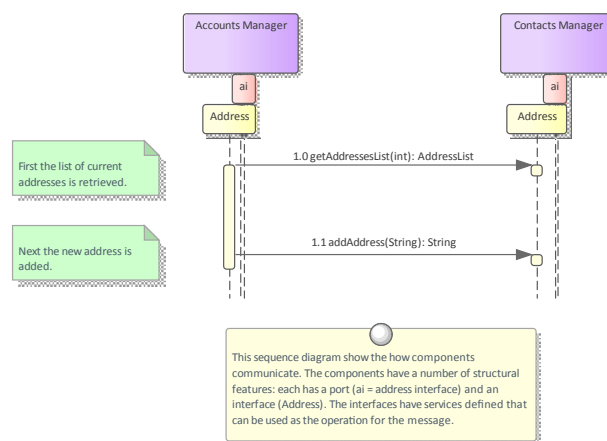 Accounts Manager
Contacts Manager
ai
ai
Address
Address
First the list of current
addresses is retrieved.
1.0 getAddressesList(int): AddressList
Next the new address is
added.
1.1 addAddress(String): String
This sequence diagram show the how components
communicate. The components have a number of structural
features: each has a port (ai = address interface) and an
interface (Address). The interfaces have services defined that
can be used as the operation for the message.